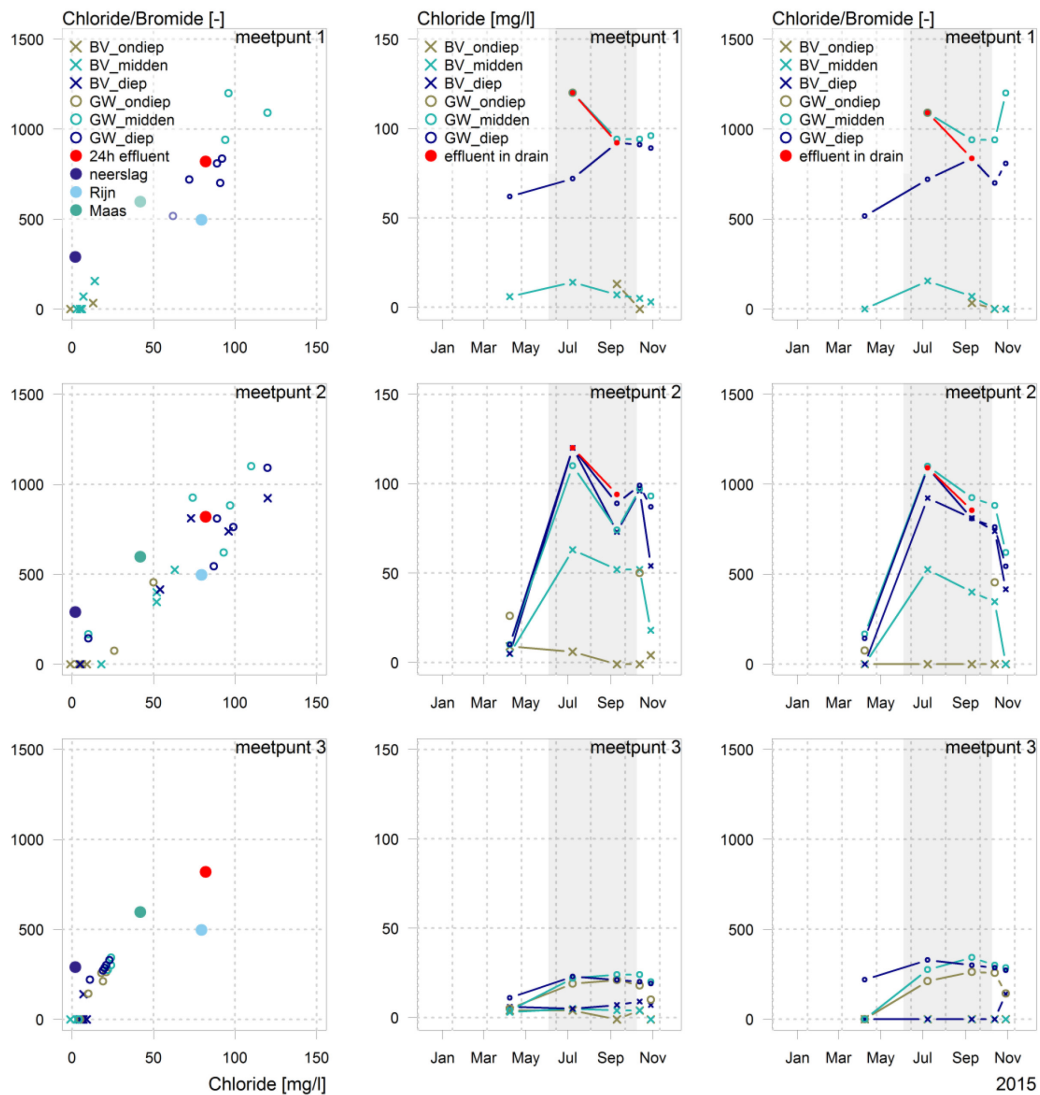 Chloride/Bromide [-]
Chloride [mg/l]
Chloride/Bromide [-]
1500
meetpunt 1
BV_ondiep
BV_midden
BV_diep
GW_ondiep
GW_midden
GW_diep
24h effluent
neerslag
Rijn
Maas
1000
500
0
0 50 100 150
150
meetpunt 1
BV_ondiep
BV_midden
BV_diep
GW_ondiep
GW_midden
GW_diep
effluent in drain
100
50
0
Jan Mar May Jul Sep Nov
1500
meetpunt 1
BV_ondiep
BV_midden
BV_diep
GW_ondiep
GW_midden
GW_diep
effluent in drain
1000
500
0
Jan Mar May Jul Sep Nov
1500
meetpunt 2
1000
500
0
0 50 100 150
150
meetpunt 2
100
50
0
Jan Mar May Jul Sep Nov
1500
meetpunt 2
1000
500
0
Jan Mar May Jul Sep Nov
1500
meetpunt 3
1000
500
0
0 50 100 150
150
meetpunt 3
100
50
0
Jan Mar May Jul Sep Nov
1500
meetpunt 3
1000
500
0
Jan Mar May Jul Sep Nov
Chloride [mg/l]
2015